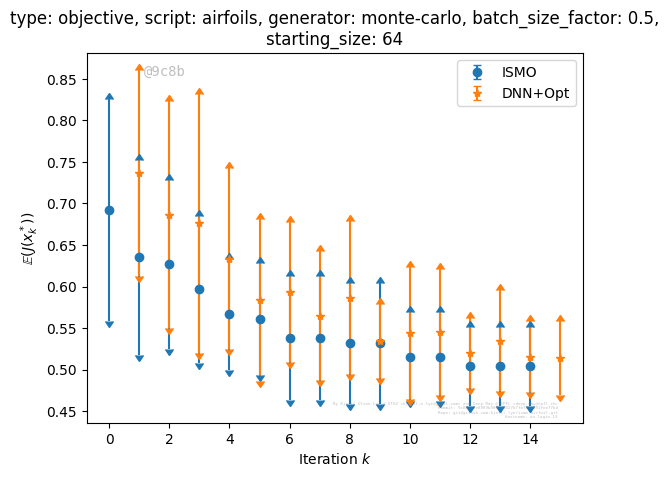 type: objective, script: airfoils, generator: monte-carlo, batch_size_factor: 0.5,
starting_size: 64
@9c8b
ISMO
DNN+Opt
0.85
0.80
0.75
0.70
0.65
0.60
0.55
0.50
0.45
𝔼(J(x_k^*))
0 2 4 6 8 10 12 14
Iteration k